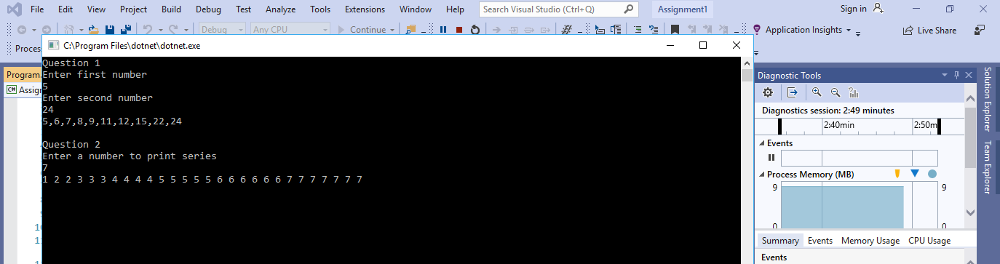 File Edit View Project Build Debug Test Analyze Tools Extensions Window Help Search Visual Studio (Ctrl+Q) Assignment1 Sign in
Debug Any CPU Continue Application Insights Live Share
Proces
C:\Program Files\dotnet\dotnet.exe
Program.
C# Assig
Question 1
Enter first number
5
Enter second number
24
5,6,7,8,9,11,12,15,22,24
Question 2
Enter a number to print series
7
1 2 2 3 3 3 4 4 4 4 5 5 5 5 5 6 6 6 6 6 6 7 7 7 7 7 7 7
10
11
Diagnostic Tools
Diagnostics session: 2:49 minutes
2:40min 2:50m
Events
Process Memory (MB)
9 9
0 0
Summary Events Memory Usage CPU Usage
Events
Solution Explorer
Team Explorer